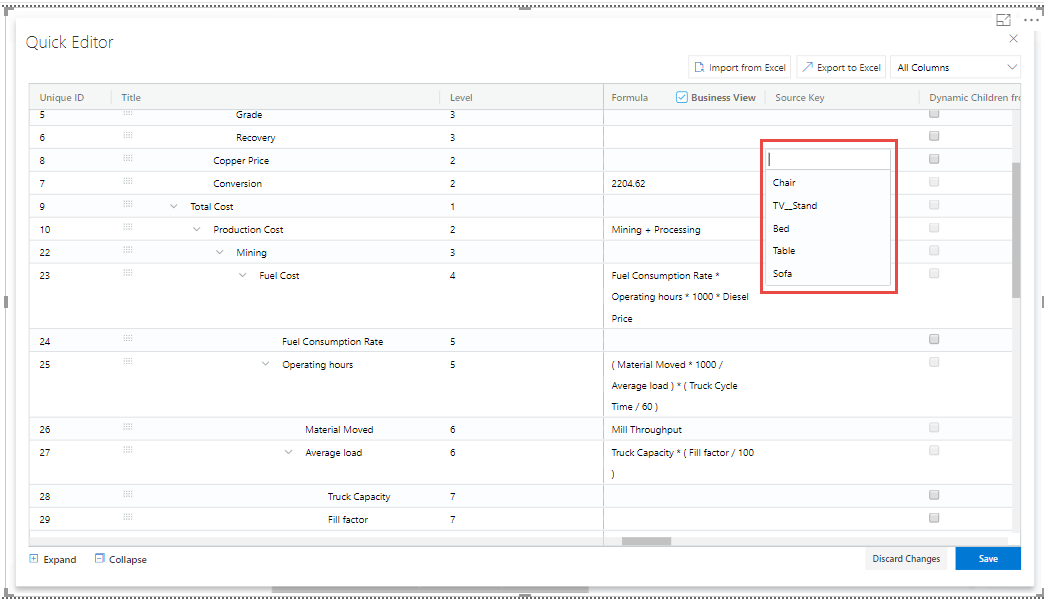 Quick Editor
Import from Excel Export to Excel All Columns
Unique ID Title Level Formula Business View Source Key Dynamic Children fro
5 Grade 3
6 Recovery 3
8 Copper Price 2
7 Conversion 2 2204.62
Chair
9 Total Cost 1
TV__Stand
10 Production Cost 2 Mining + Processing
Bed
22 Mining 3
Table
23 Fuel Cost 4 Fuel Consumption Rate *
Sofa
Operating hours * 1000 * Diesel
Price
24 Fuel Consumption Rate 5
25 Operating hours 5 ( Material Moved * 1000 /
Average load ) * ( Truck Cycle
Time / 60 )
26 Material Moved 6 Mill Throughput
27 Average load 6 Truck Capacity * ( Fill factor / 100
)
28 Truck Capacity 7
29 Fill factor 7
Expand Collapse Discard Changes Save